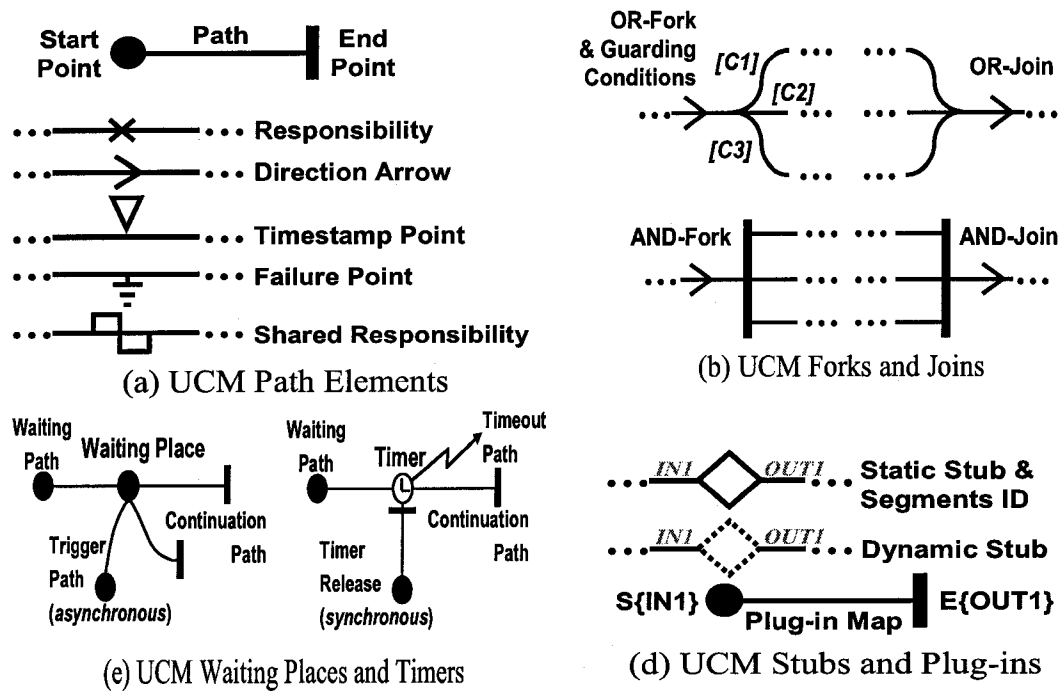 Start Point
Path
End Point
... ...Responsibility
... ...Direction Arrow
... ...Timestamp Point
... ...Failure Point
... ...Shared Responsibility
(a) UCM Path Elements
OR-Fork
& Guarding
Conditions
[C1]
[C2]
[C3]
OR-Join
AND-Fork
AND-Join
(b) UCM Forks and Joins
Waiting
Path
Waiting Place
Continuation
Path
Trigger
Path
(asynchronous)
Waiting
Path
Timer
Timeout
Path
Continuation
Path
Timer
Release
(synchronous)
(e) UCM Waiting Places and Timers
IN1
OUT1
Static Stub &
Segments ID
IN1
OUT1
Dynamic Stub
S{IN1}
Plug-in Map
E{OUT1}
(d) UCM Stubs and Plug-ins